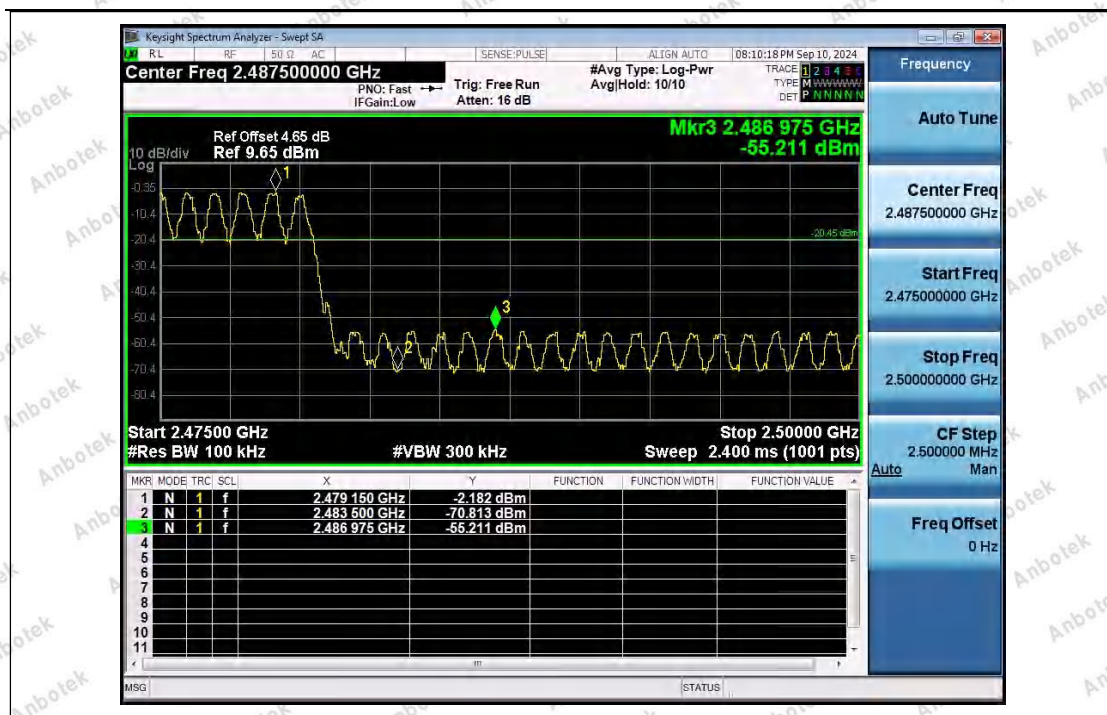 Keysight Spectrum Analyzer - Swept SA
RL RF 50 Ω AC SENSE:PULSE ALIGN AUTO 08:10:18 PM Sep 10, 2024
Center Freq 2.487500000 GHz
PNO: Fast
IFGain:Low
Trig: Free Run
Atten: 16 dB
#Avg Type: Log-Pwr
Avg|Hold: 10/10
TRACE 1 2 3 4 5 6
TYPE M WWWWW
DET P N N N N N
Mkr3 2.486 975 GHz
-55.211 dBm
Ref Offset 4.65 dB
10 dB/div Ref 9.65 dBm
Log
-0.35
-10.4
-20.4
-30.4
-40.4
-50.4
-60.4
-70.4
-80.4
1
2
3
-20.45 dBm
Start 2.47500 GHz Stop 2.50000 GHz
#Res BW 100 kHz #VBW 300 kHz Sweep 2.400 ms (1001 pts)
MKR MODE TRC SCL X Y FUNCTION FUNCTION WIDTH FUNCTION VALUE
1 N 1 f 2.479 150 GHz -2.182 dBm
2 N 1 f 2.483 500 GHz -70.813 dBm
3 N 1 f 2.486 975 GHz -55.211 dBm
4
5
6
7
8
9
10
11
MSG STATUS
Frequency
Auto Tune
Center Freq
2.487500000 GHz
Start Freq
2.475000000 GHz
Stop Freq
2.500000000 GHz
CF Step
2.500000 MHz
Auto Man
Freq Offset
0 Hz
Anbotek